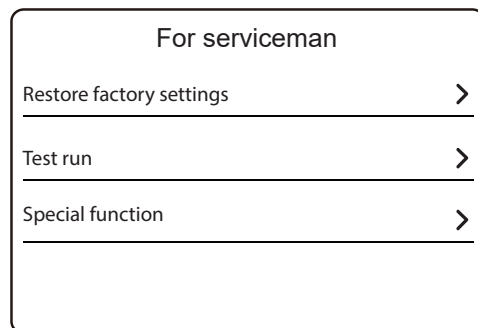 For serviceman
Restore factory settings
Test run
Special function